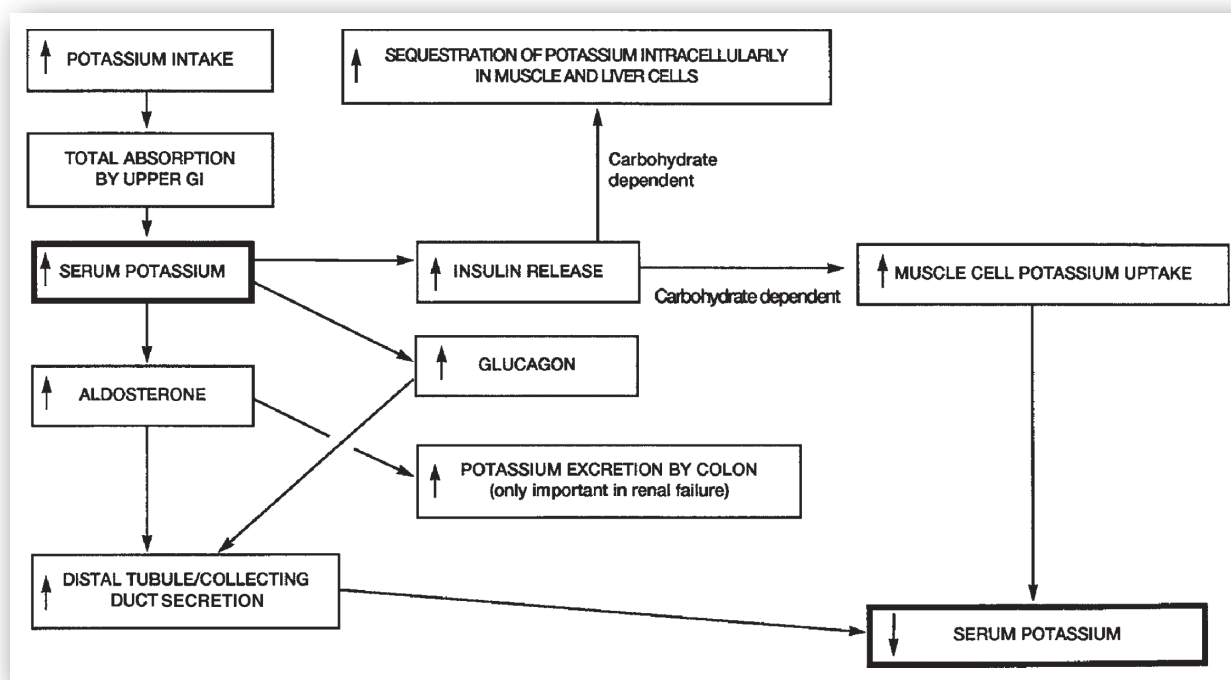 POTASSIUM INTAKE
SEQUESTRATION OF POTASSIUM INTRACELLULARLY
IN MUSCLE AND LIVER CELLS
TOTAL ABSORPTION
BY UPPER GI
Carbohydrate
dependent
SERUM POTASSIUM
INSULIN RELEASE
Carbohydrate dependent
MUSCLE CELL POTASSIUM UPTAKE
GLUCAGON
ALDOSTERONE
POTASSIUM EXCRETION BY COLON
(only important in renal failure)
DISTAL TUBULE/COLLECTING
DUCT SECRETION
SERUM POTASSIUM